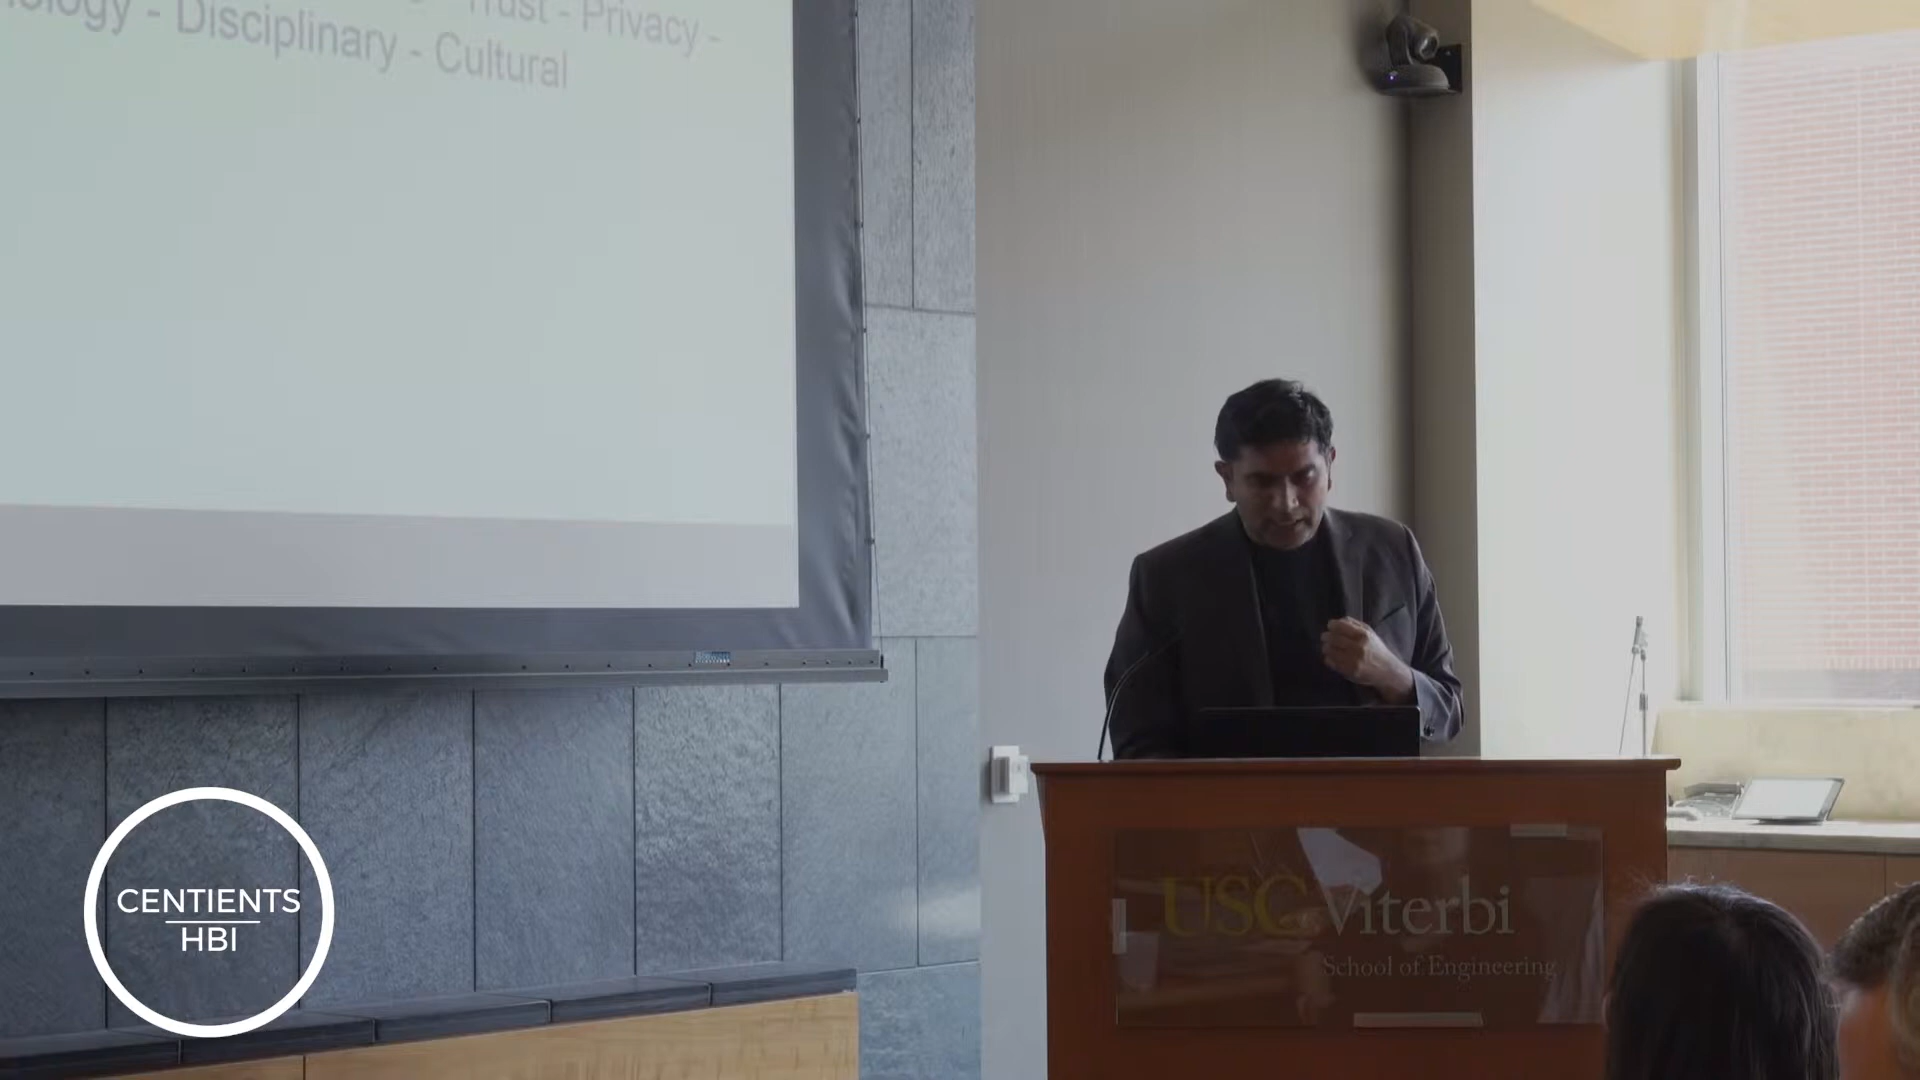 Trust - Privacy -
- Disciplinary - Cultural
CENTIENTS
HBI
USC Viterbi
School of Engineering